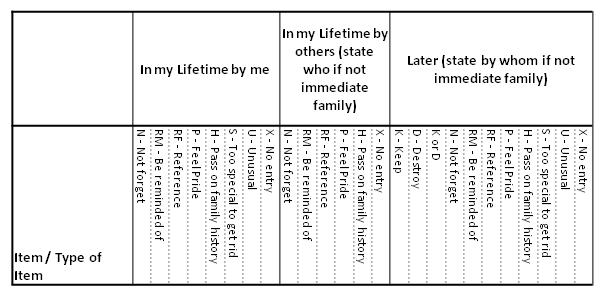 In my Lifetime by me
In my Lifetime by
others (state
who if not
immediate
family)
Later (state by whom if not
immediate family)
Item / Type of
Item
N - Not forget
RM - Be reminded of
RF - Reference
P - Feel Pride
H - Pass on family history
S - Too special to get rid
U - Unusual
X - No entry
N - Not forget
RM - Be reminded of
RF - Reference
P - Feel Pride
H - Pass on family history
X - No entry
K - Keep
D - Destroy
K or D
N - Not forget
RM - Be reminded of
RF - Reference
P - Feel Pride
H - Pass on family history
S - Too special to get rid
U - Unusual
X - No entry